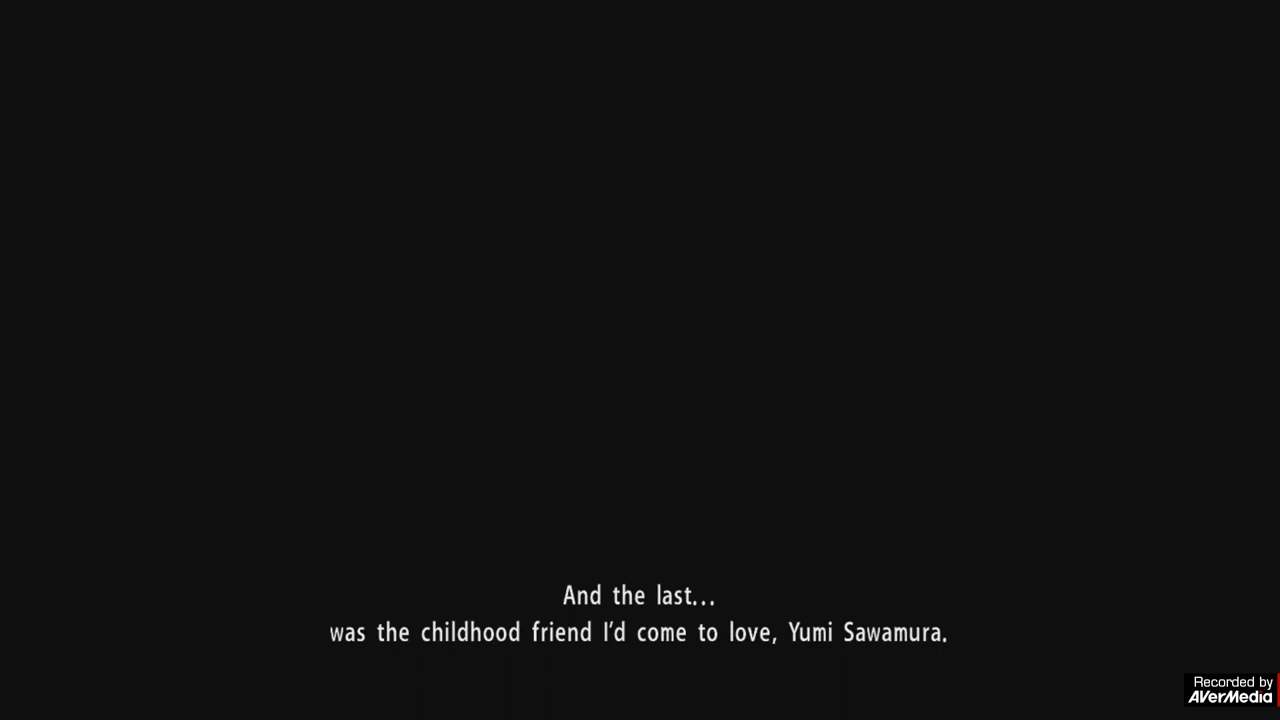 And the last...
was the childhood friend I'd come to love, Yumi Sawamura.
Recorded by
AVerMedia